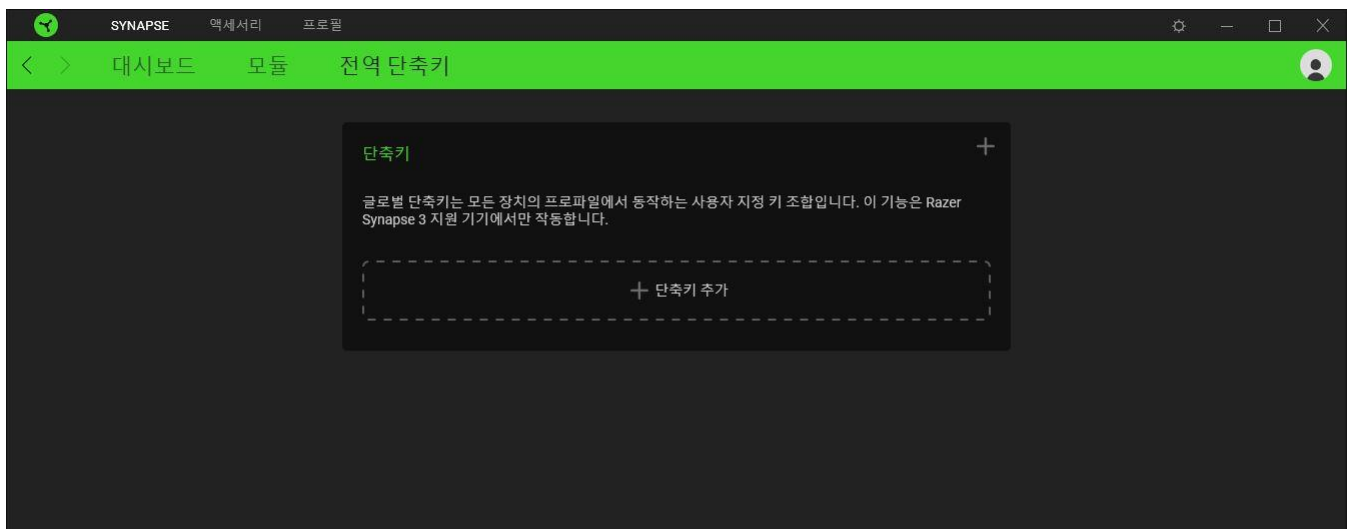 SYNAPSE 액세서리 프로필
대시보드 모듈 전역 단축키
단축키
글로벌 단축키는 모든 장치의 프로파일에서 동작하는 사용자 지정 키 조합입니다. 이 기능은 Razer
Synapse 3 지원 기기에서만 작동합니다.
단축키 추가